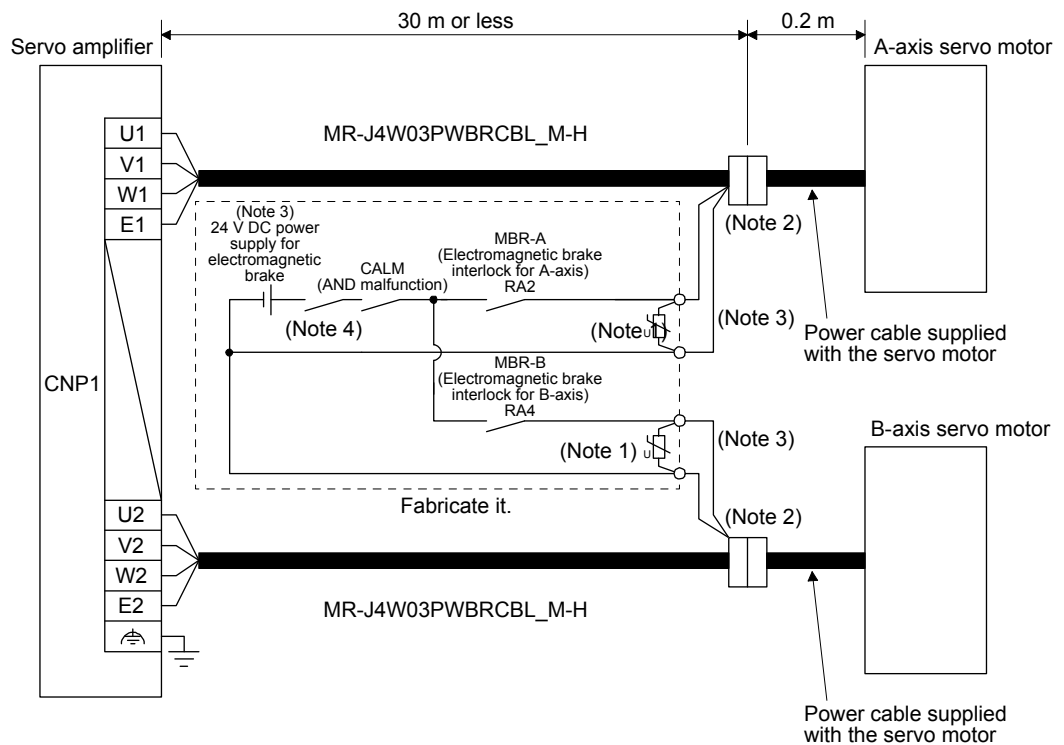 30 m or less
0.2 m
Servo amplifier
A-axis servo motor
U1
V1
W1
E1
MR-J4W03PWBRCBL_M-H
(Note 2)
(Note 3)
24 V DC power
supply for
electromagnetic
brake
CALM
(AND malfunction)
(Note 4)
MBR-A
(Electromagnetic brake
interlock for A-axis)
RA2
(Note
U
(Note 3)
Power cable supplied
with the servo motor
CNP1
MBR-B
(Electromagnetic brake
interlock for B-axis)
RA4
(Note 1)
U
(Note 3)
B-axis servo motor
Fabricate it.
(Note 2)
U2
V2
W2
E2
MR-J4W03PWBRCBL_M-H
Power cable supplied
with the servo motor